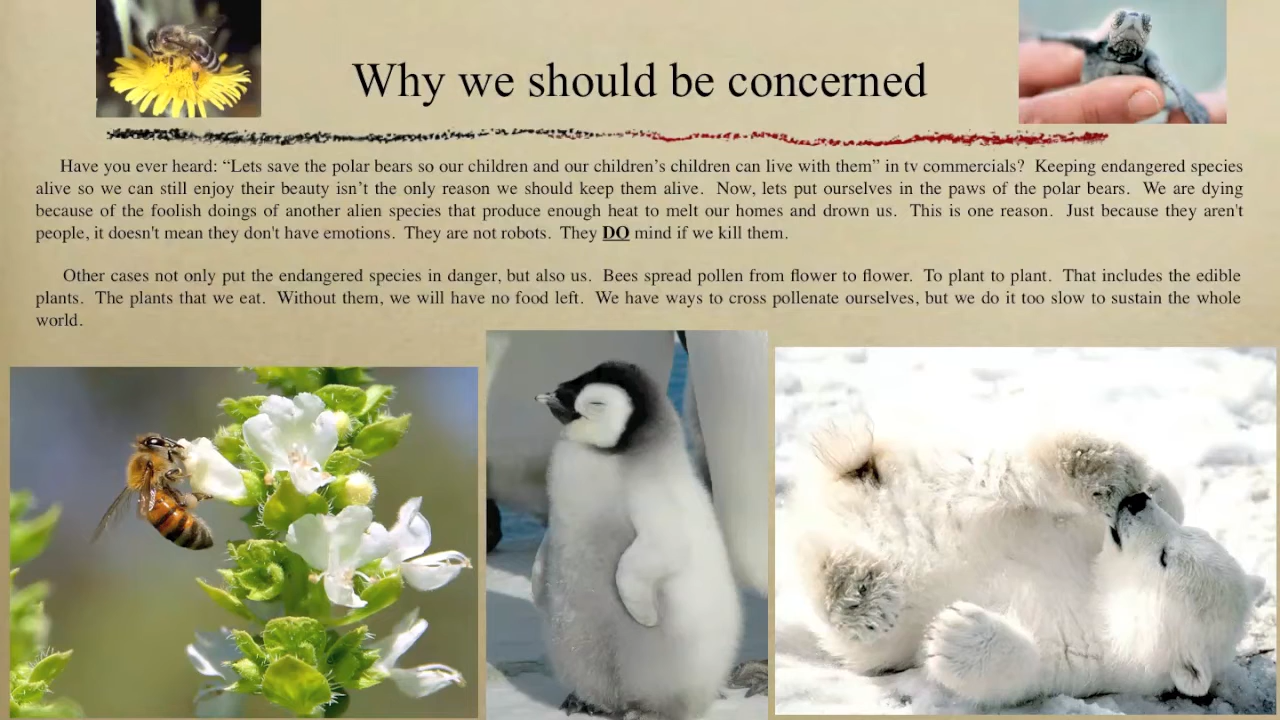 Why we should be concerned
Have you ever heard: “Lets save the polar bears so our children and our children’s children can live with them” in tv commercials? Keeping endangered species
alive so we can still enjoy their beauty isn’t the only reason we should keep them alive. Now, lets put ourselves in the paws of the polar bears. We are dying
because of the foolish doings of another alien species that produce enough heat to melt our homes and drown us. This is one reason. Just because they aren't
people, it doesn't mean they don't have emotions. They are not robots. They DO mind if we kill them.
Other cases not only put the endangered species in danger, but also us. Bees spread pollen from flower to flower. To plant to plant. That includes the edible
plants. The plants that we eat. Without them, we will have no food left. We have ways to cross pollenate ourselves, but we do it too slow to sustain the whole
world.